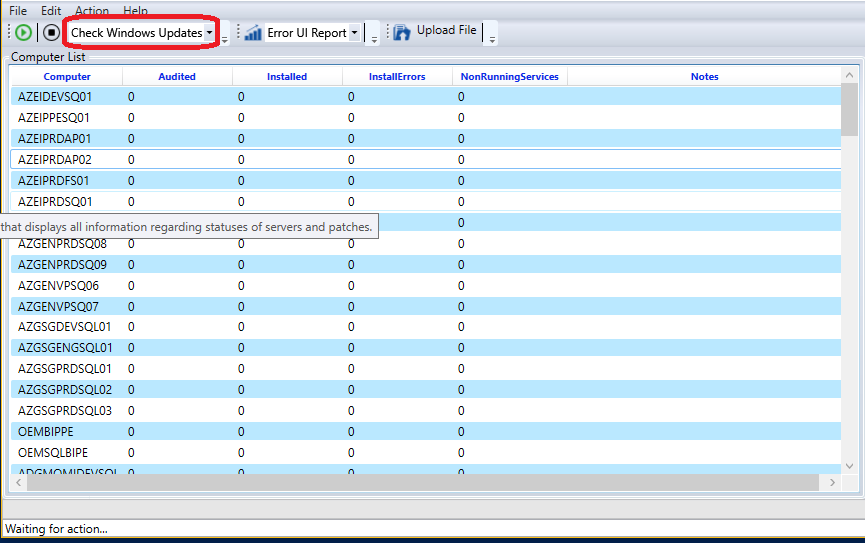 File Edit Action Help
Check Windows Updates Error UI Report Upload File
Computer List
Computer Audited Installed InstallErrors NonRunningServices Notes
AZEIDEVSQ01 0 0 0 0
AZEIPPESQ01 0 0 0 0
AZEIPRDAP01 0 0 0 0
AZEIPRDAP02 0 0 0 0
AZEIPRDFS01 0 0 0 0
AZEIPRDSQ01 0 0 0 0
that displays all information regarding statuses of servers and patches. 0
AZGENPRDSQ08 0 0 0 0
AZGENPRDSQ09 0 0 0 0
AZGENVPSQ06 0 0 0 0
AZGENVPSQ07 0 0 0 0
AZGSGDEVSQL01 0 0 0 0
AZGSGENGSQL01 0 0 0 0
AZGSGPRDSQL01 0 0 0 0
AZGSGPRDSQL02 0 0 0 0
AZGSGPRDSQL03 0 0 0 0
OEMBIPPE 0 0 0 0
OEMSQLBIPE 0 0 0 0
0 0 0 0
Waiting for action...